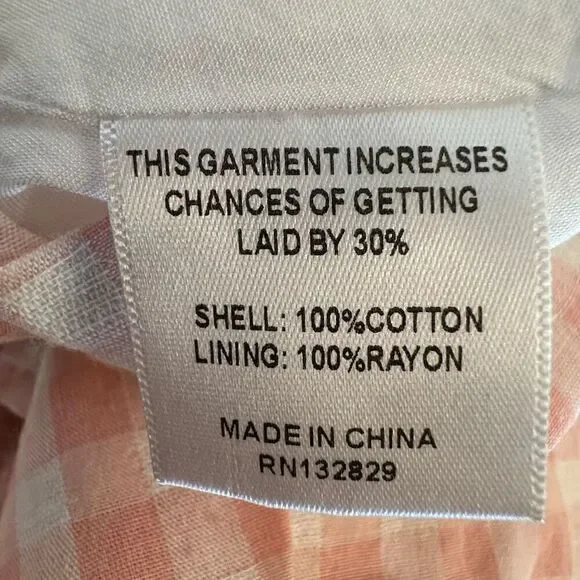 THIS GARMENT INCREASES
CHANCES OF GETTING
LAID BY 30%
SHELL: 100%COTTON
LINING: 100%RAYON
MADE IN CHINA
RN132829